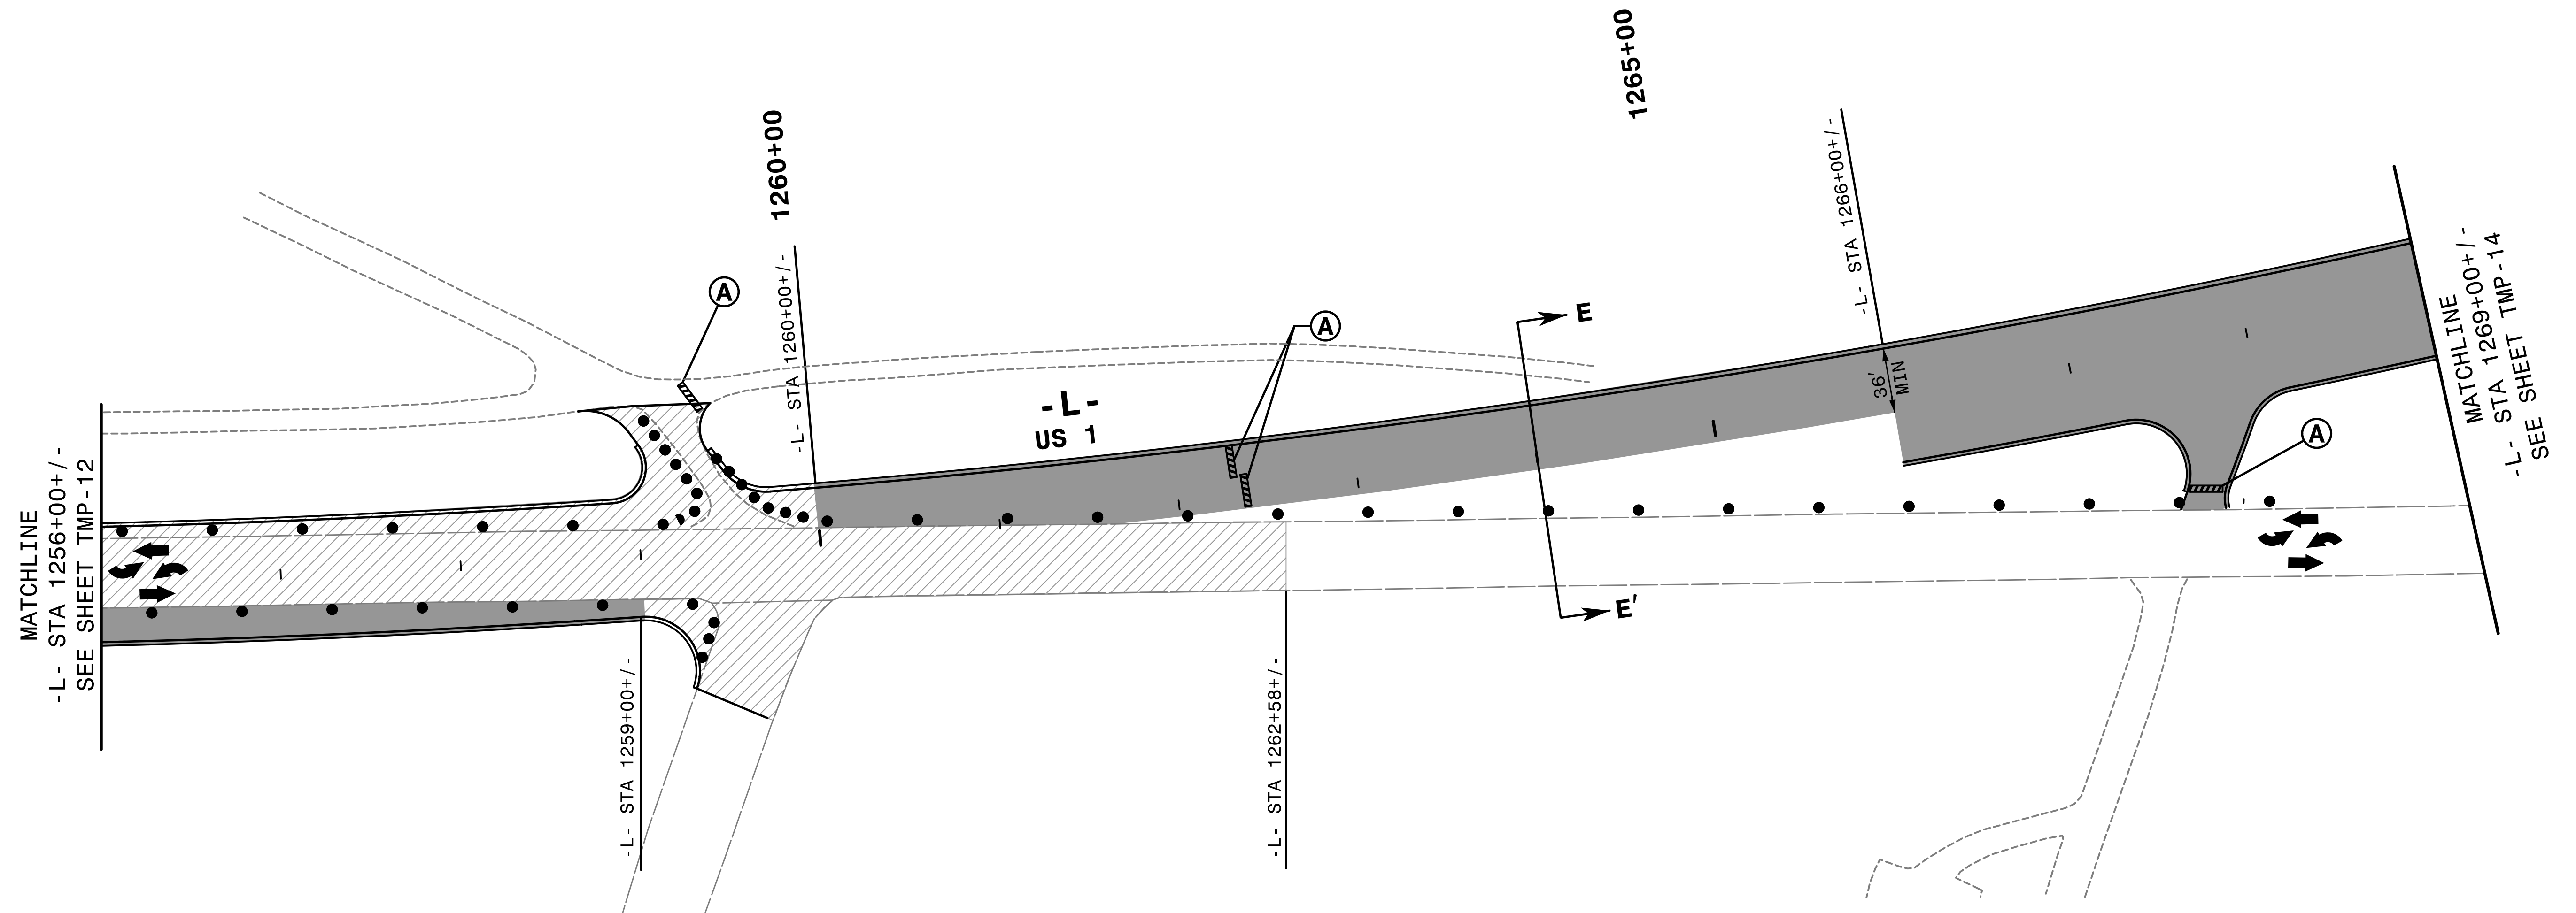 MATCHLINE
-L- STA 1256+00+/-
SEE SHEET TMP-12
A
1260+00
-L- STA 1260+00+/-
-L- STA 1259+00+/-
-L-
US 1
A
-L- STA 1262+58+/-
E
E'
1265+00
-L- STA 1266+00+/-
36'
MIN
A
MATCHLINE
-L- STA 1269+00+/-
SEE SHEET TMP-14